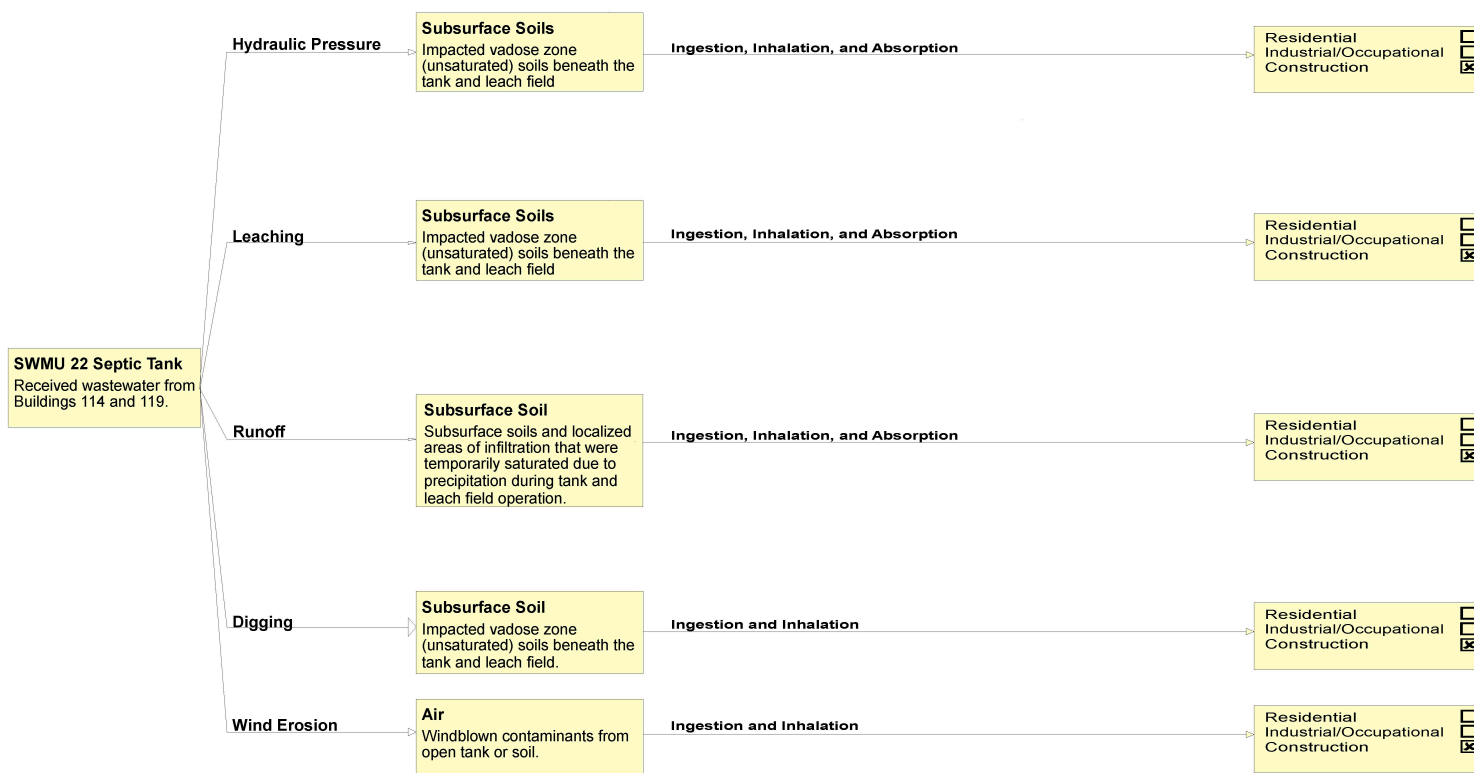 Hydraulic Pressure
Subsurface Soils
Impacted vadose zone
(unsaturated) soils beneath the
tank and leach field
Ingestion, Inhalation, and Absorption
Residential
Industrial/Occupational
Construction
Leaching
Subsurface Soils
Impacted vadose zone
(unsaturated) soils beneath the
tank and leach field
Ingestion, Inhalation, and Absorption
Residential
Industrial/Occupational
Construction
SWMU 22 Septic Tank
Received wastewater from
Buildings 114 and 119.
Runoff
Subsurface Soil
Subsurface soils and localized
areas of infiltration that were
temporarily saturated due to
precipitation during tank and
leach field operation.
Ingestion, Inhalation, and Absorption
Residential
Industrial/Occupational
Construction
Digging
Subsurface Soil
Impacted vadose zone
(unsaturated) soils beneath the
tank and leach field.
Ingestion and Inhalation
Residential
Industrial/Occupational
Construction
Wind Erosion
Air
Windblown contaminants from
open tank or soil.
Ingestion and Inhalation
Residential
Industrial/Occupational
Construction